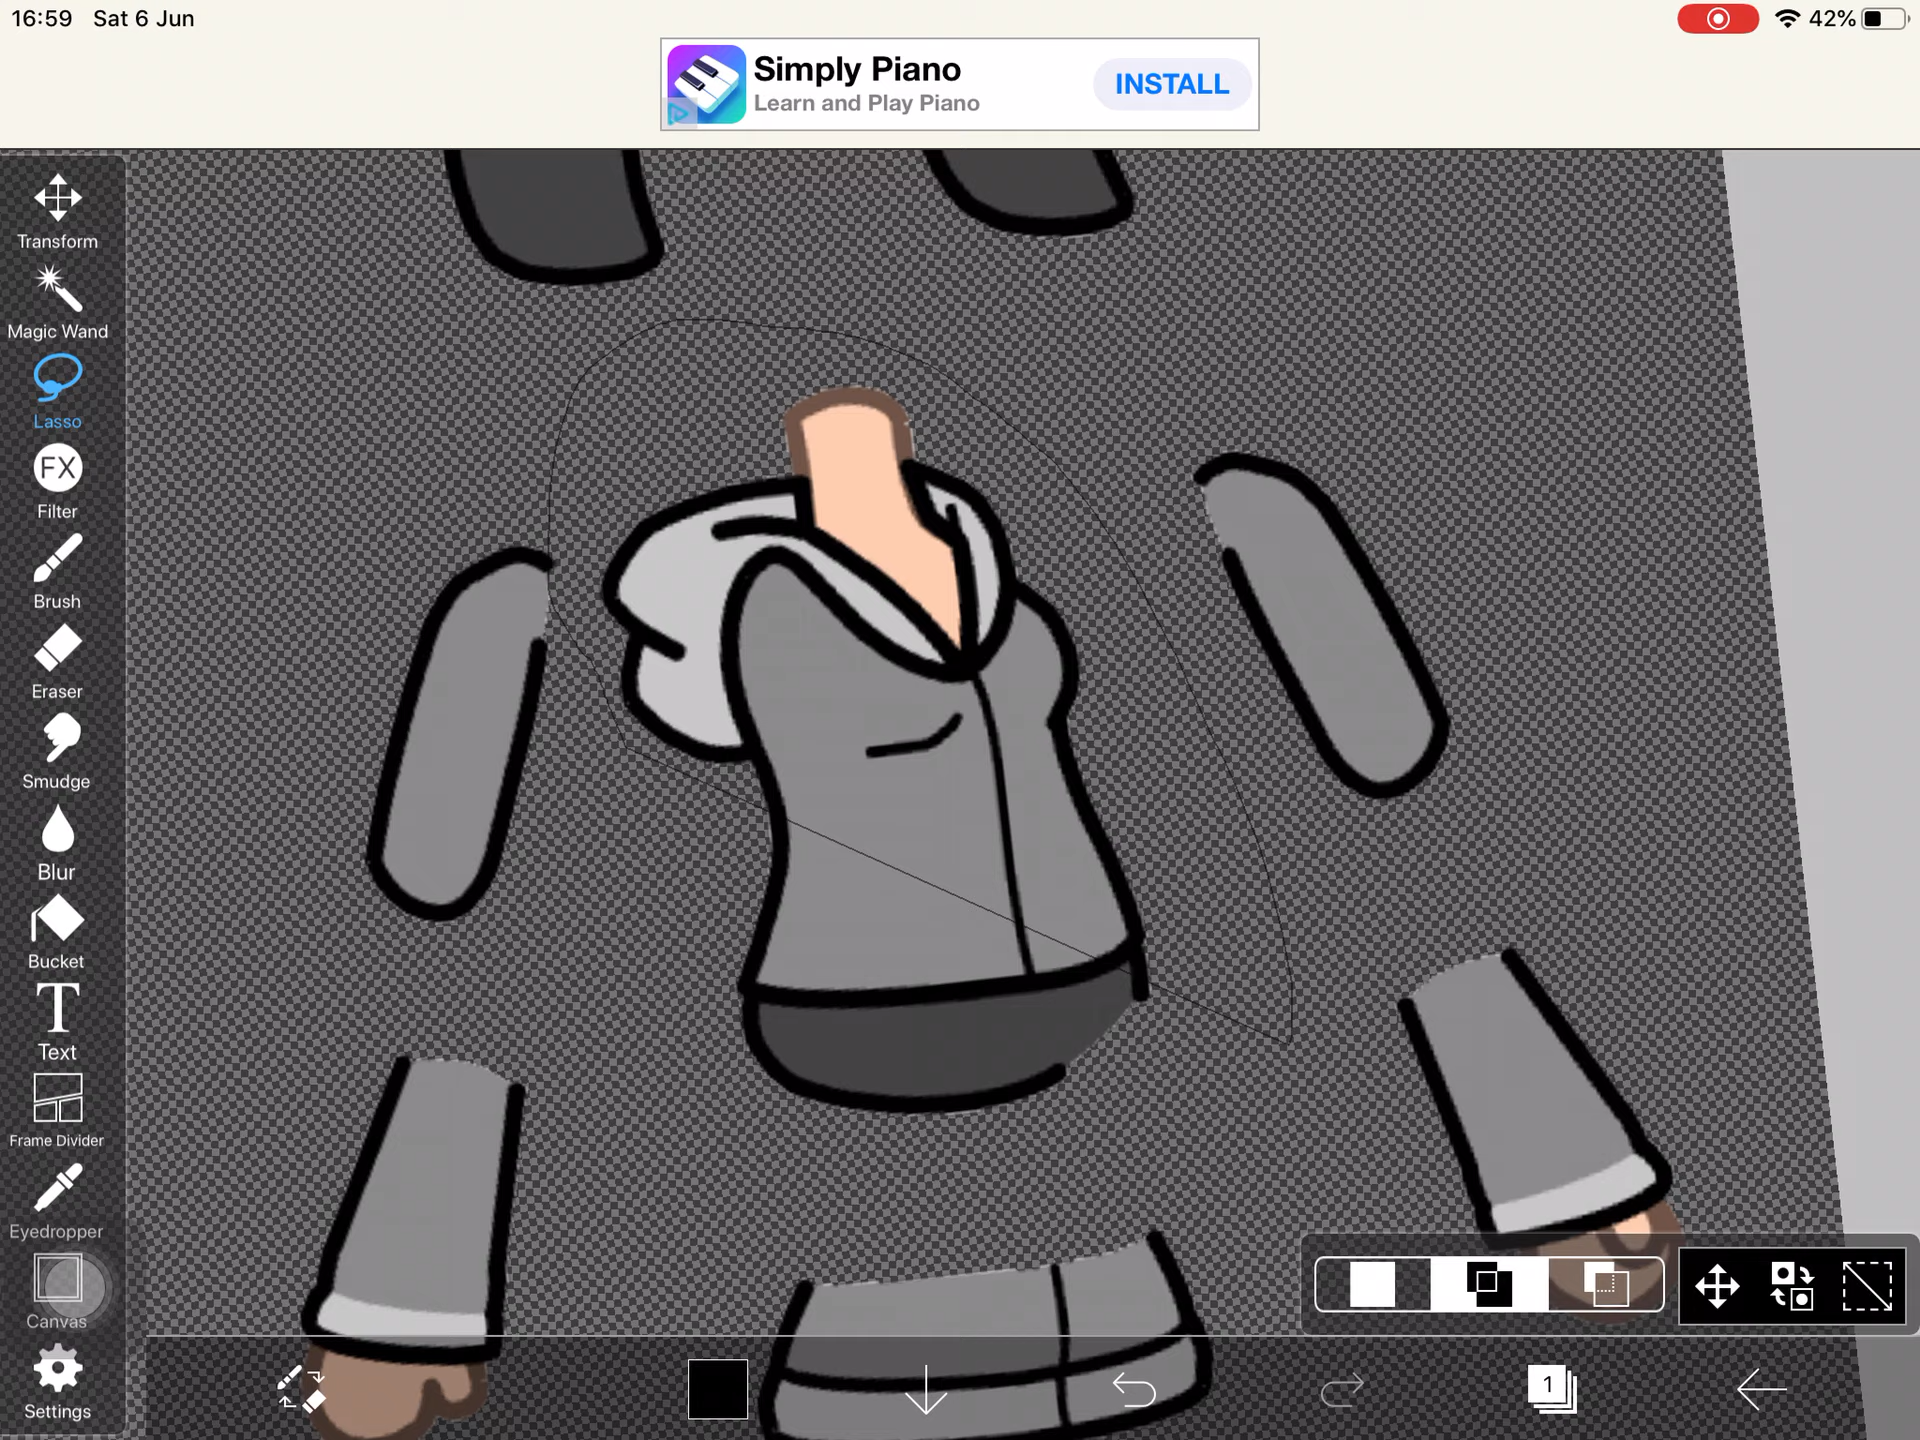 16:59 Sat 6 Jun
42%
Simply Piano
Learn and Play Piano
INSTALL
Transform
Magic Wand
Lasso
FX
Filter
Brush
Eraser
Smudge
Blur
Bucket
T
Text
Frame Divider
Eyedropper
Canvas
Settings
1